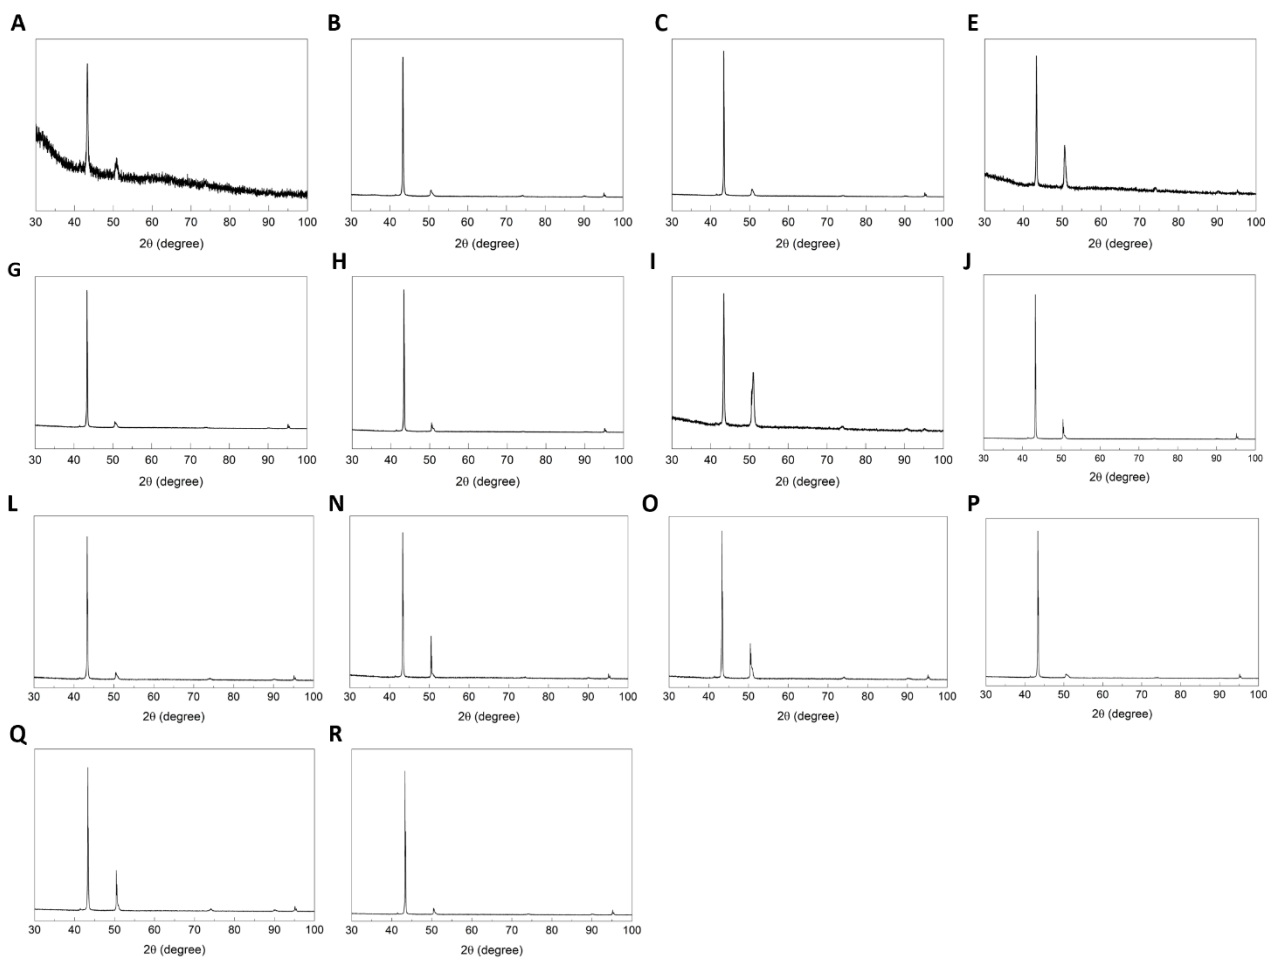 A B C E
30 40 50 60 70 80 90 100 30 40 50 60 70 80 90 100 30 40 50 60 70 80 90 100 30 40 50 60 70 80 90 100
2θ (degree) 2θ (degree) 2θ (degree) 2θ (degree)
G H I J
30 40 50 60 70 80 90 100 30 40 50 60 70 80 90 100 30 40 50 60 70 80 90 100 30 40 50 60 70 80 90 100
2θ (degree) 2θ (degree) 2θ (degree) 2θ (degree)
L N O P
30 40 50 60 70 80 90 100 30 40 50 60 70 80 90 100 30 40 50 60 70 80 90 100 30 40 50 60 70 80 90 100
2θ (degree) 2θ (degree) 2θ (degree) 2θ (degree)
Q R
30 40 50 60 70 80 90 100 30 40 50 60 70 80 90 100
2θ (degree) 2θ (degree)